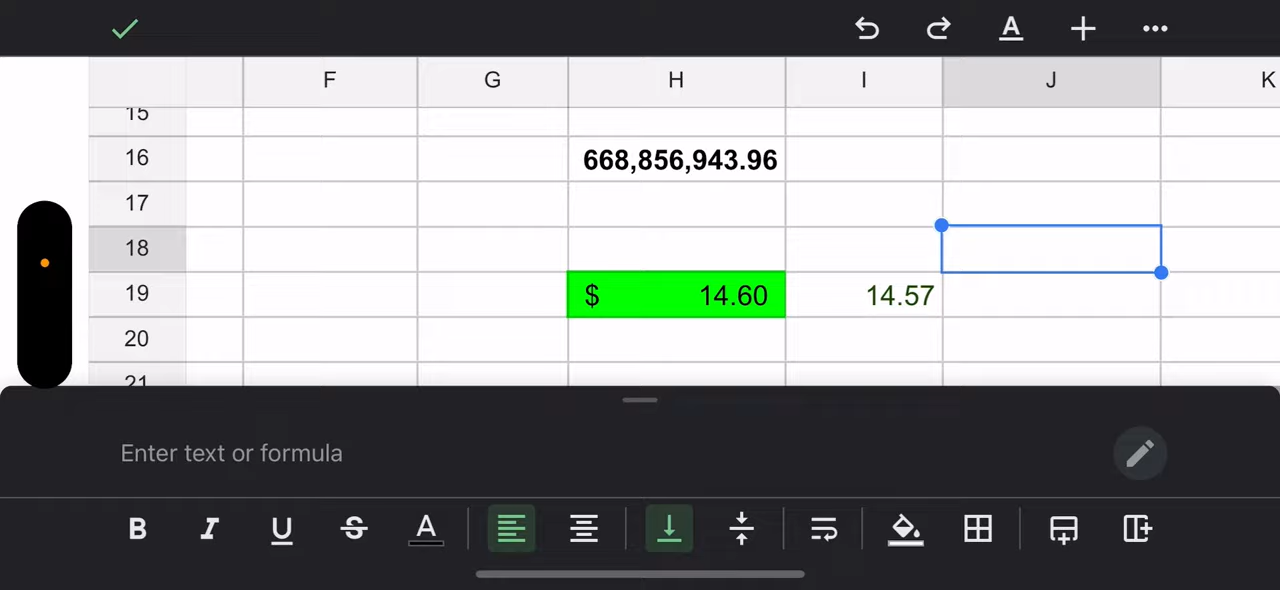 A
F G H I J K
15
16 668,856,943.96
17
18
19 $ 14.60 14.57
20
21
Enter text or formula
B I U S A